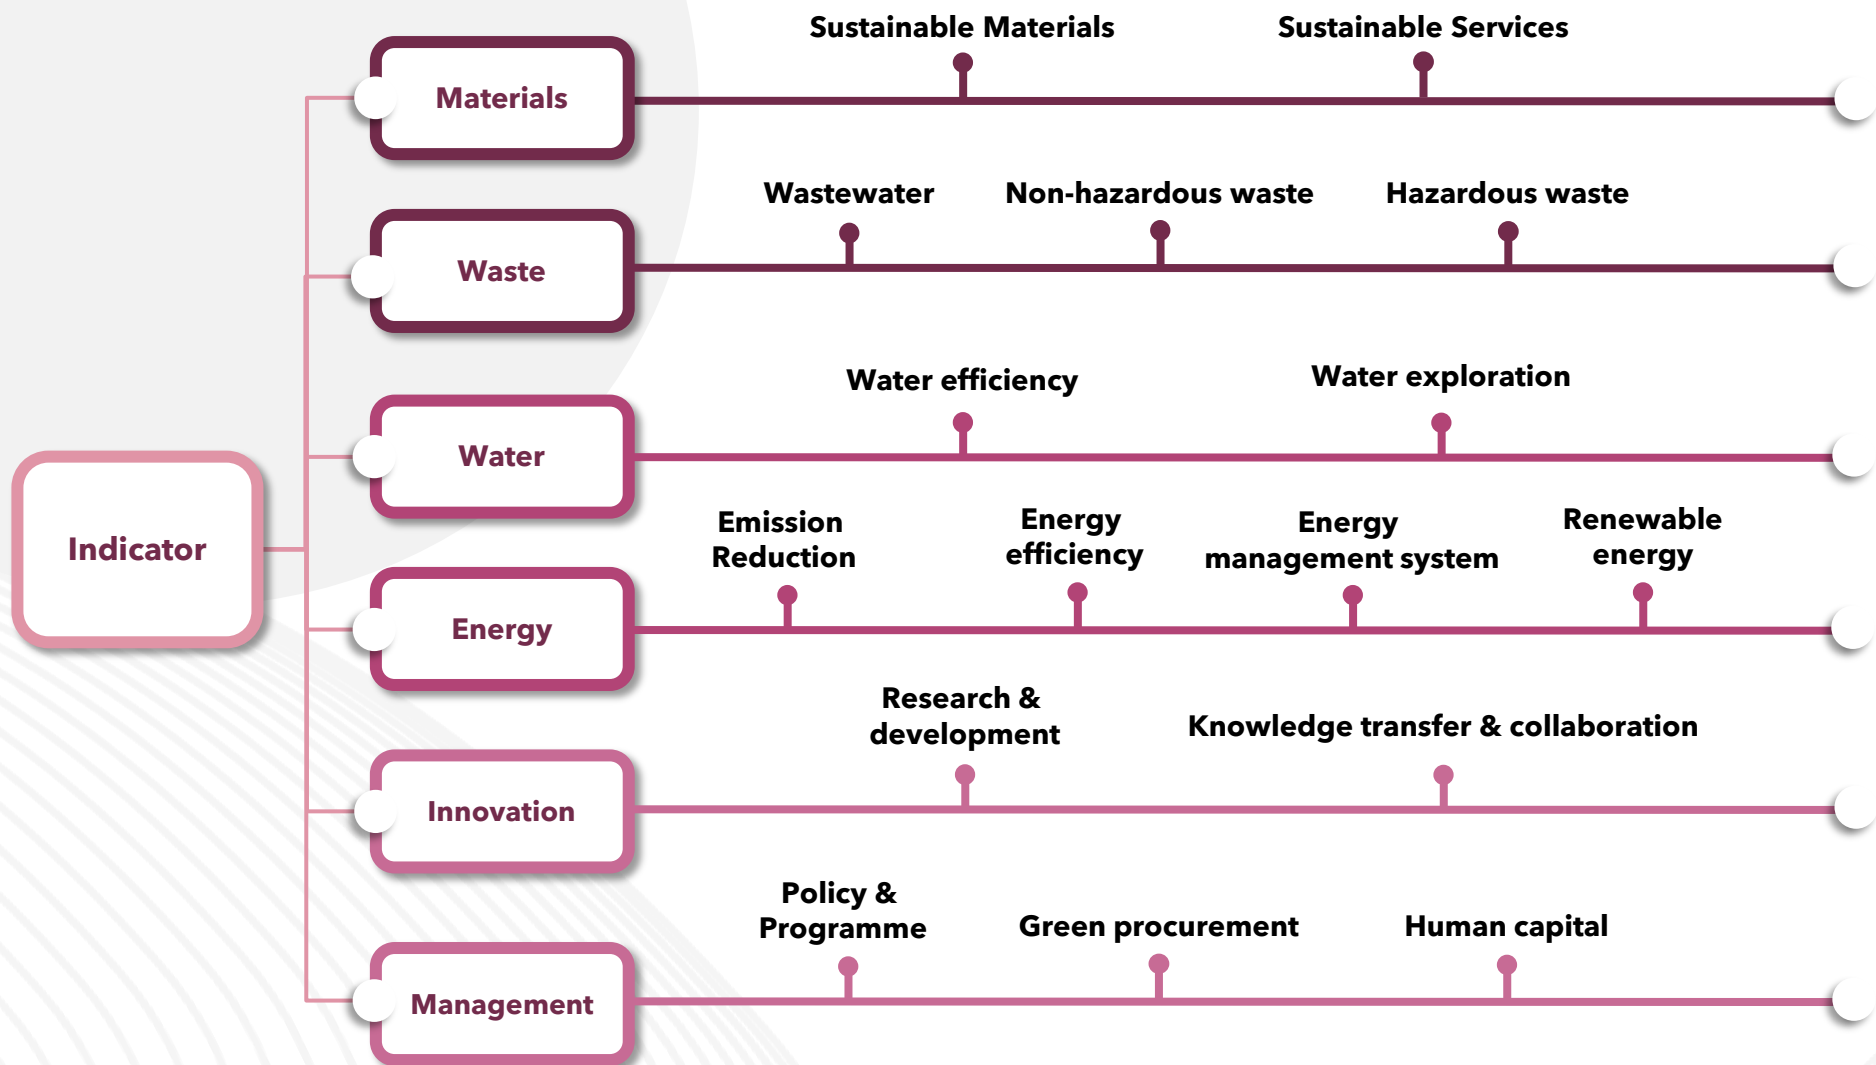 Sustainable Materials
Sustainable Services
Materials
Wastewater
Non-hazardous waste
Hazardous waste
Waste
Water efficiency
Water exploration
Water
Indicator
Emission
Reduction
Energy
efficiency
Energy
management system
Renewable
energy
Energy
Research &
development
Knowledge transfer & collaboration
Innovation
Policy &
Programme
Green procurement
Human capital
Management